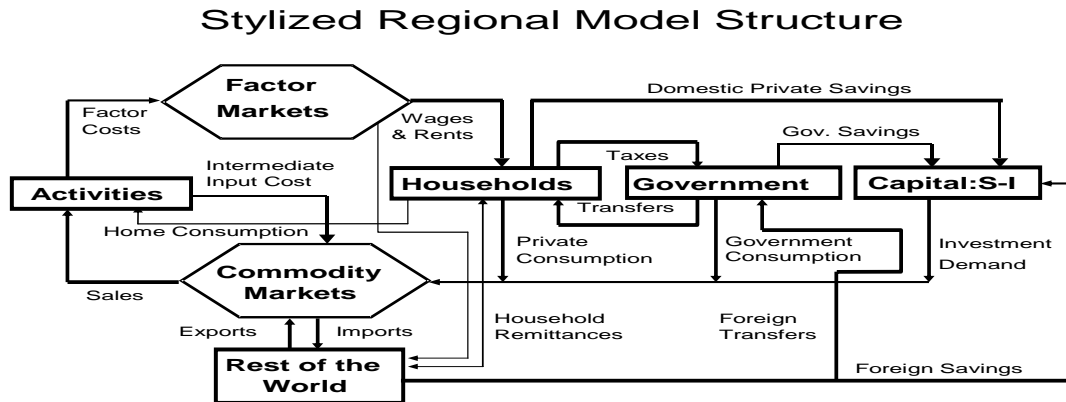 Stylized Regional Model Structure
Factor
Markets
Domestic Private Savings
Factor
Costs
Wages
& Rents
Gov. Savings
Taxes
Intermediate
Input Cost
Activities
Households
Government
Capital:S-I
Transfers
Home Consumption
Private
Consumption
Government
Consumption
Investment
Demand
Commodity
Markets
Sales
Exports
Imports
Household
Remittances
Foreign
Transfers
Rest of the
World
Foreign Savings